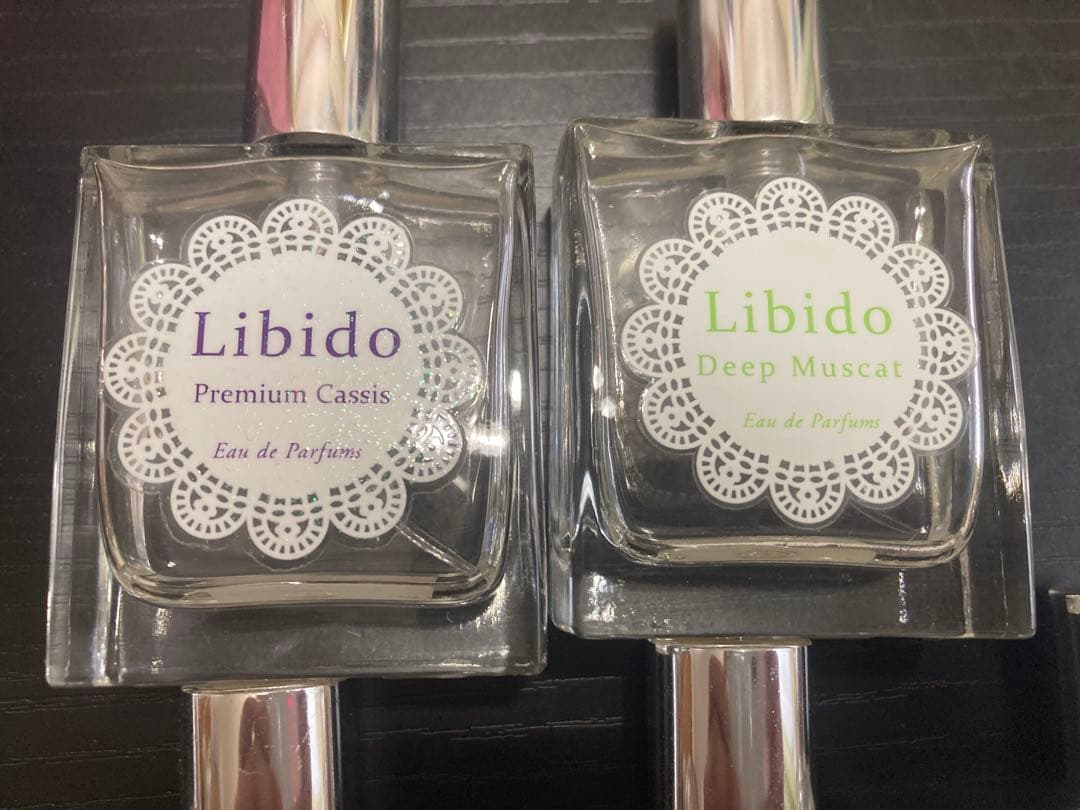 Libido
Premium Cassis
Eau de Parfums
Libido
Deep Muscat
Eau de Parfums